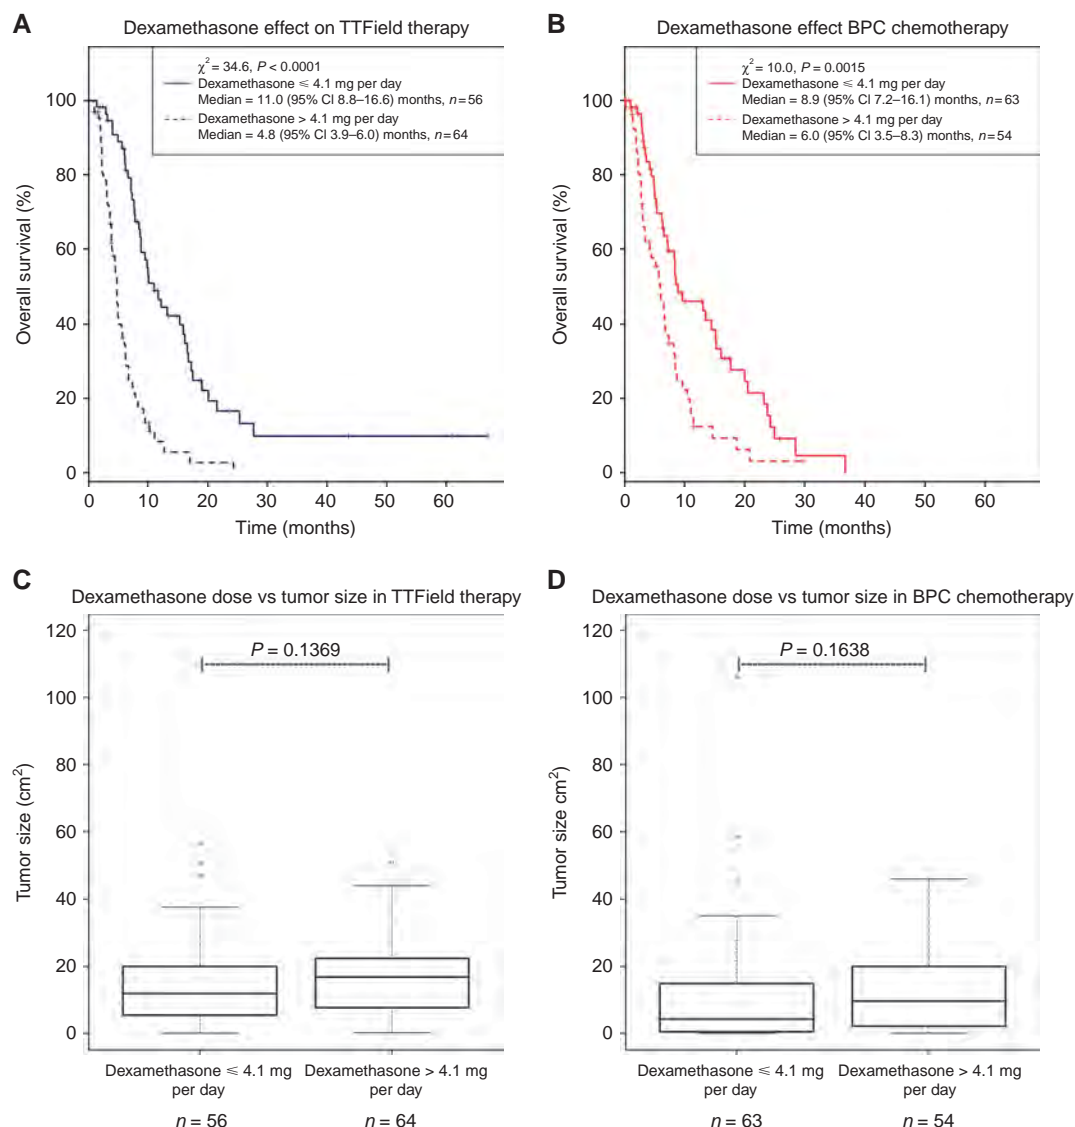 A
Dexamethasone effect on TTField therapy
χ² = 34.6, P < 0.0001
Dexamethasone ⩽ 4.1 mg per day
Median = 11.0 (95% CI 8.8–16.6) months, n=56
Dexamethasone > 4.1 mg per day
Median = 4.8 (95% CI 3.9–6.0) months, n=64
Overall survival (%)
100
80
60
40
20
0
0 10 20 30 40 50 60
Time (months)
B
Dexamethasone effect BPC chemotherapy
χ² = 10.0, P = 0.0015
Dexamethasone ⩽ 4.1 mg per day
Median = 8.9 (95% CI 7.2–16.1) months, n=63
Dexamethasone > 4.1 mg per day
Median = 6.0 (95% CI 3.5–8.3) months, n=54
Overall survival (%)
100
80
60
40
20
0
0 10 20 30 40 50 60
Time (months)
C
Dexamethasone dose vs tumor size in TTField therapy
P = 0.1369
Tumor size (cm²)
120
100
80
60
40
20
0
Dexamethasone ⩽ 4.1 mg per day
Dexamethasone > 4.1 mg per day
n = 56
n = 64
D
Dexamethasone dose vs tumor size in BPC chemotherapy
P = 0.1638
Tumor size cm²)
120
100
80
60
40
20
0
Dexamethasone ⩽ 4.1 mg per day
Dexamethasone > 4.1 mg per day
n = 63
n = 54